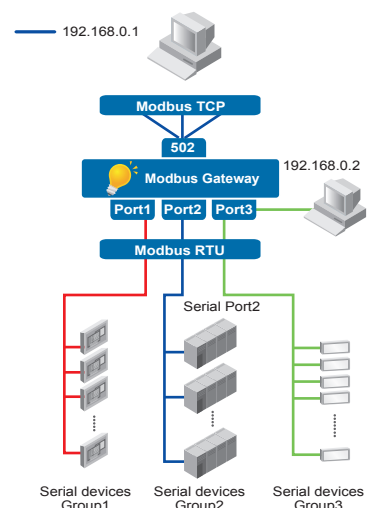 192.168.0.1
Modbus TCP
502
Modbus Gateway
192.168.0.2
Port1 Port2 Port3
Modbus RTU
Serial Port2
Serial devices Serial devices Serial devices
Group1 Group2 Group3